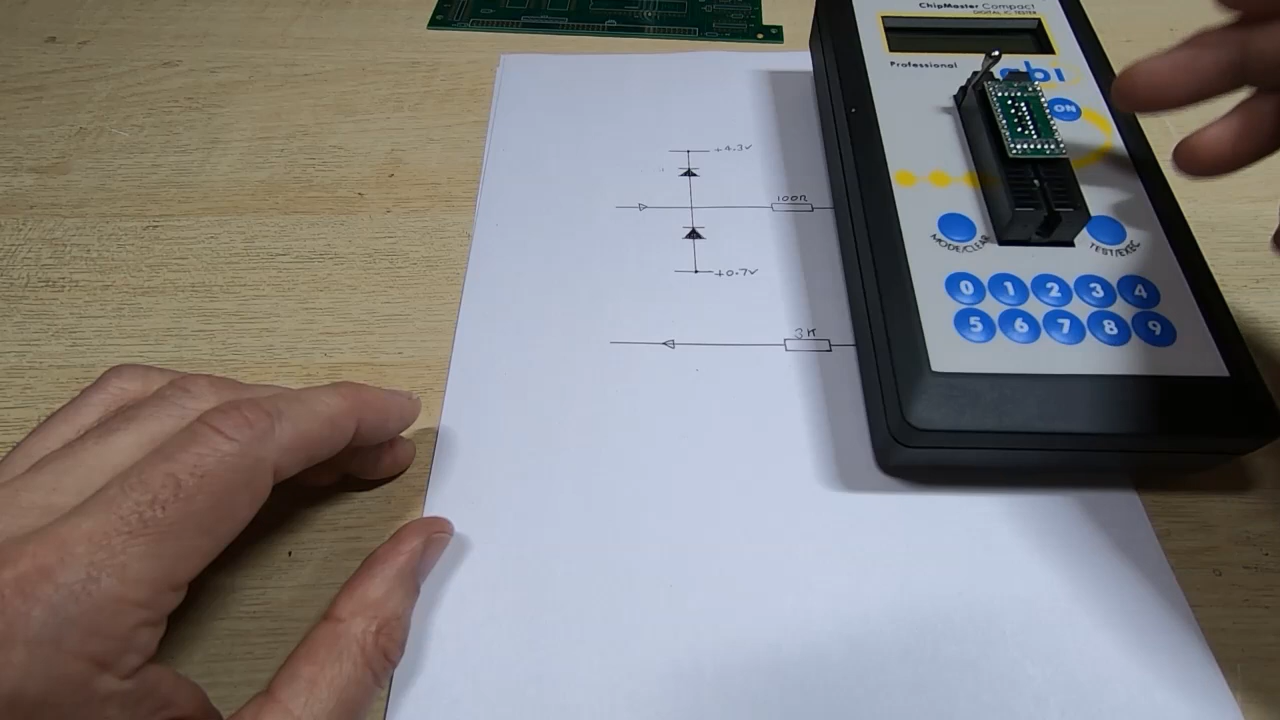 ChipMaster Compact
DIGITAL IC TESTER
Professional
abi
ON
MODE/CLEAR
TEST/EXEC
0 1 2 3 4
5 6 7 8 9
+4.3V
100R
+0.7V
3K